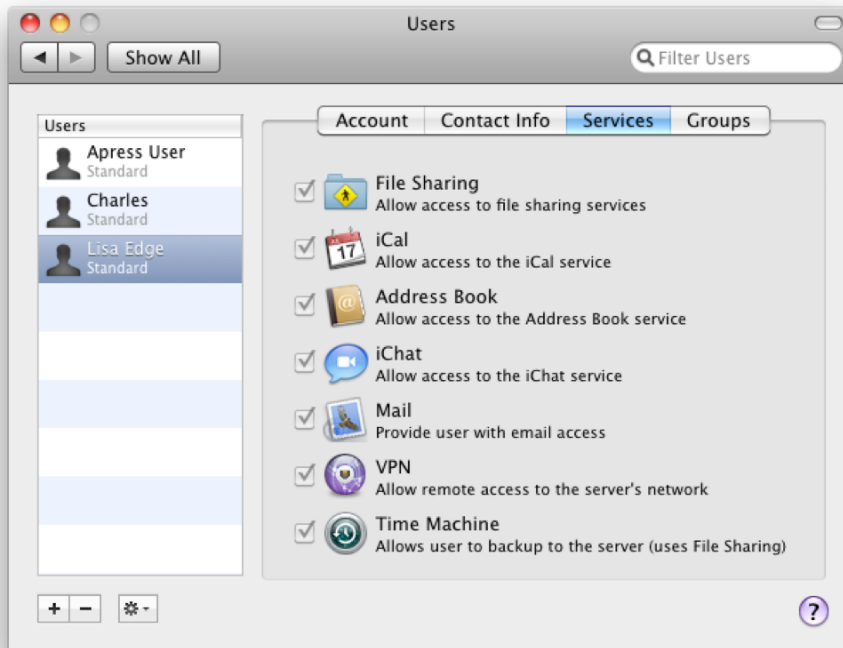 Users
Show All
Filter Users
Users
Apress User
Standard
Charles
Standard
Lisa Edge
Standard
Account Contact Info Services Groups
File Sharing
Allow access to file sharing services
17
iCal
Allow access to the iCal service
@
Address Book
Allow access to the Address Book service
iChat
Allow access to the iChat service
Mail
Provide user with email access
VPN
Allow remote access to the server's network
Time Machine
Allows user to backup to the server (uses File Sharing)
+ − ?